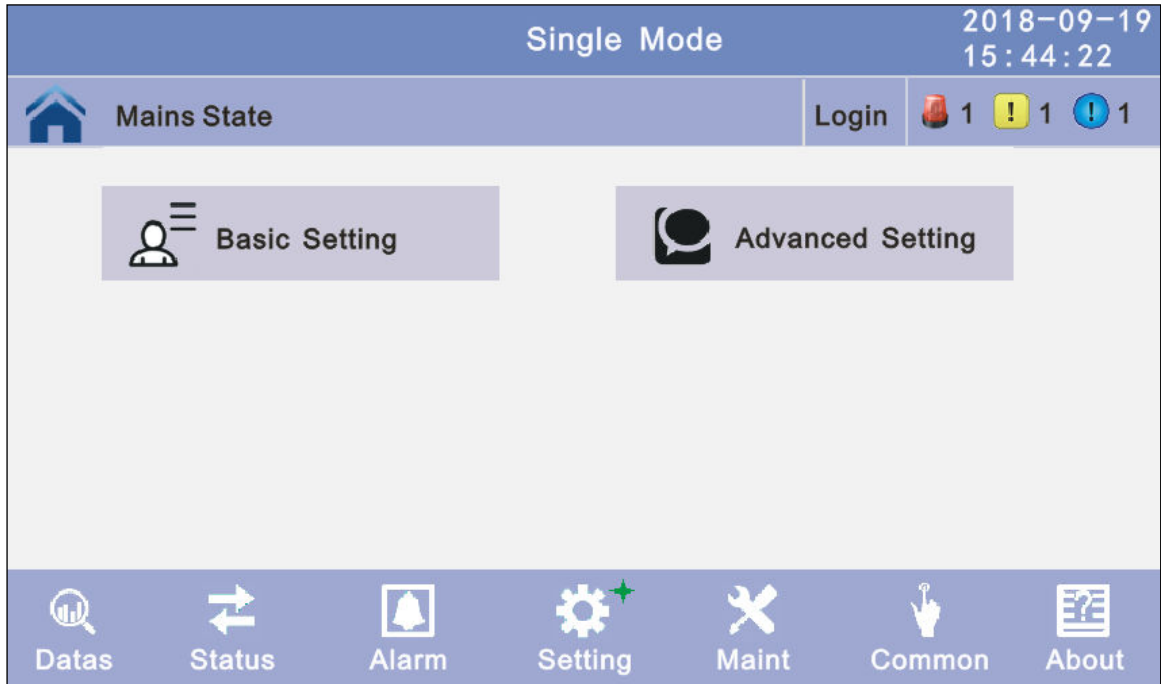 Single Mode
2018-09-19
15:44:22
Mains State
Login
1
! 1
! 1
Basic Setting
Advanced Setting
?
Datas
Status
Alarm
Setting
Maint
Common
About